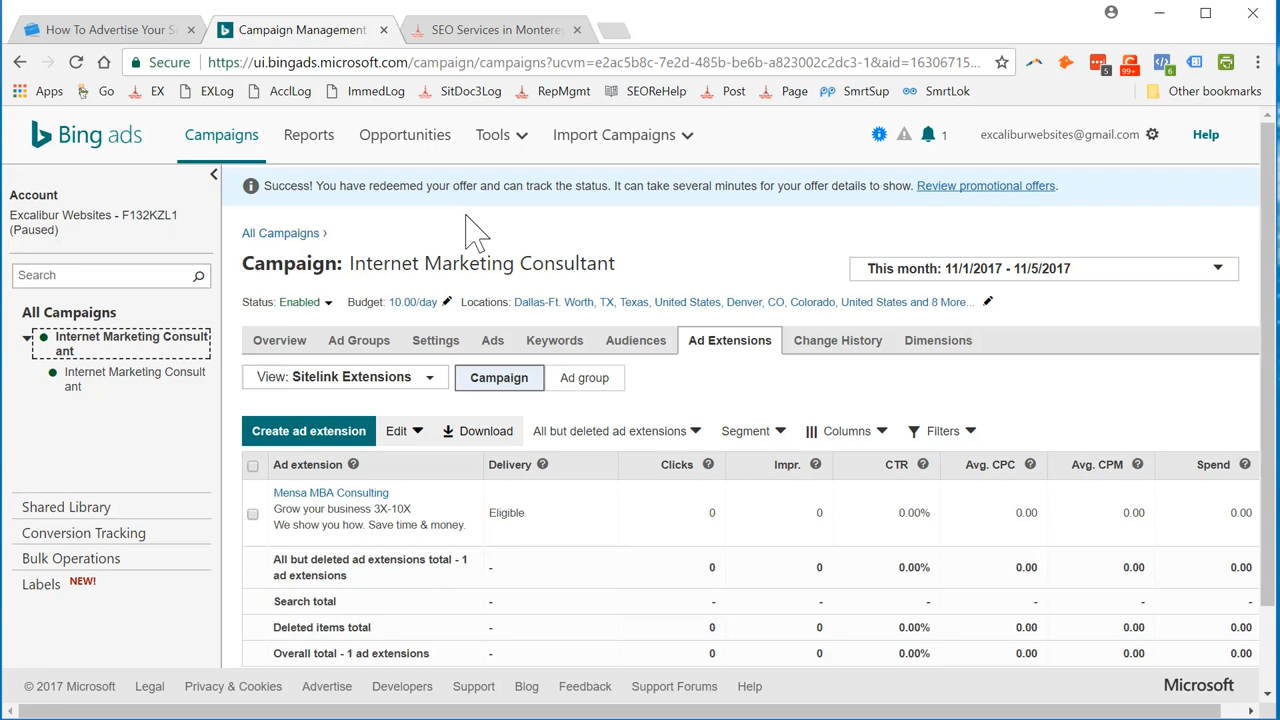 How To Advertise Your S
Campaign Management
SEO Services in Monterey
Secure
https://ui.bingads.microsoft.com/campaign/campaigns?ucvm=e2ac5b8c-7e2d-485b-be6b-a823002c2dc3-1&aid=16306715...
5
99+
6
Apps
Go
EX
EXLog
AcclLog
ImmedLog
SitDoc3Log
RepMgmt
SEOReHelp
Post
Page
SmrtSup
SmrtLok
Other bookmarks
Bing ads
Campaigns
Reports
Opportunities
Tools
Import Campaigns
1
excaliburwebsites@gmail.com
Help
Account
Excalibur Websites - F132KZL1
(Paused)
Search
All Campaigns
Internet Marketing Consult
ant
Internet Marketing Consult
ant
Shared Library
Conversion Tracking
Bulk Operations
Labels NEW!
Success! You have redeemed your offer and can track the status. It can take several minutes for your offer details to show. Review promotional offers.
All Campaigns ›
Campaign: Internet Marketing Consultant
This month: 11/1/2017 - 11/5/2017
Status: Enabled Budget: 10.00/day Locations: Dallas-Ft. Worth, TX, Texas, United States, Denver, CO, Colorado, United States and 8 More...
Overview Ad Groups Settings Ads Keywords Audiences Ad Extensions Change History Dimensions
View: Sitelink Extensions Campaign Ad group
Create ad extension Edit Download All but deleted ad extensions Segment Columns Filters
Ad extension Delivery Clicks Impr. CTR Avg. CPC Avg. CPM Spend
Mensa MBA Consulting
Grow your business 3X-10X
We show you how. Save time & money.
Eligible 0 0 0.00% 0.00 0.00 0.00
All but deleted ad extensions total - 1
ad extensions
- 0 0 0.00% 0.00 0.00 0.00
Search total - - - - - - -
Deleted items total - 0 0 0.00% 0.00 0.00 0.00
Overall total - 1 ad extensions - 0 0 0.00% 0.00 0.00 0.00
© 2017 Microsoft Legal Privacy & Cookies Advertise Developers Support Blog Feedback Support Forums Help
Microsoft